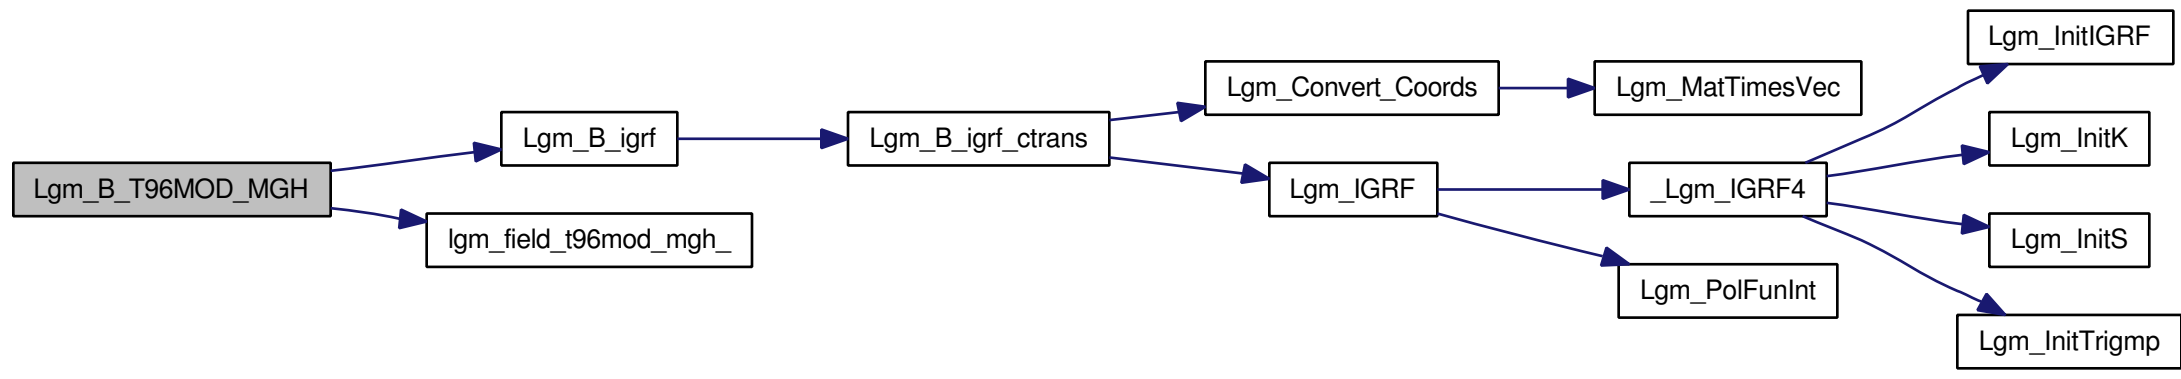 Lgm_B_T96MOD_MGH
Lgm_B_igrf
lgm_field_t96mod_mgh_
Lgm_B_igrf_ctrans
Lgm_Convert_Coords
Lgm_IGRF
Lgm_MatTimesVec
_Lgm_IGRF4
Lgm_PolFunInt
Lgm_InitIGRF
Lgm_InitK
Lgm_InitS
Lgm_InitTrigmp